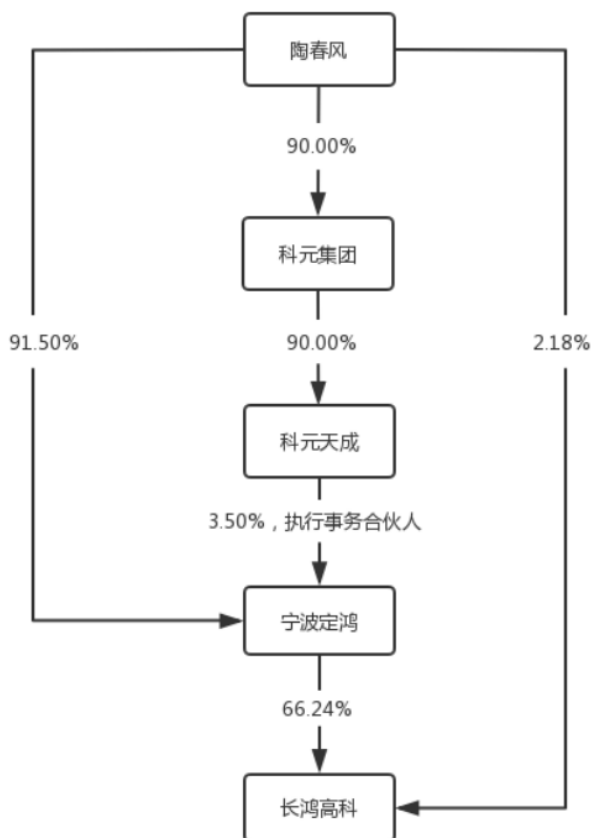 陶春风
90.00%
科元集团
91.50%
90.00%
2.18%
科元天成
3.50%，执行事务合伙人
宁波定鸿
66.24%
长鸿高科